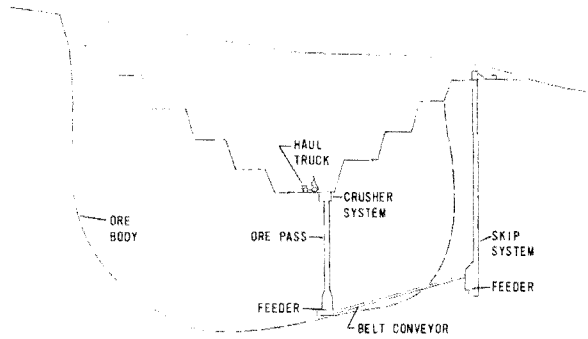 HAUL
TRUCK
CRUSHER
SYSTEM
ORE
BODY
ORE PASS
SKIP
SYSTEM
FEEDER
FEEDER
BELT CONVEYOR